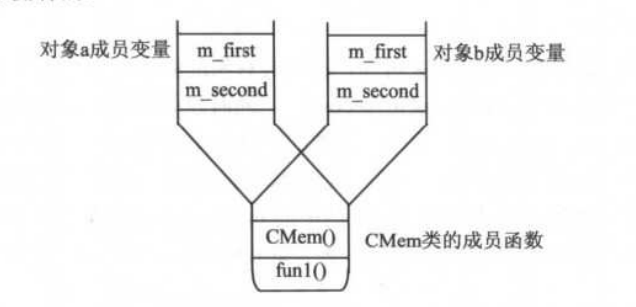 对象a成员变量 m_first m_first 对象b成员变量
m_second m_second
CMem() CMem类的成员函数
fun1()